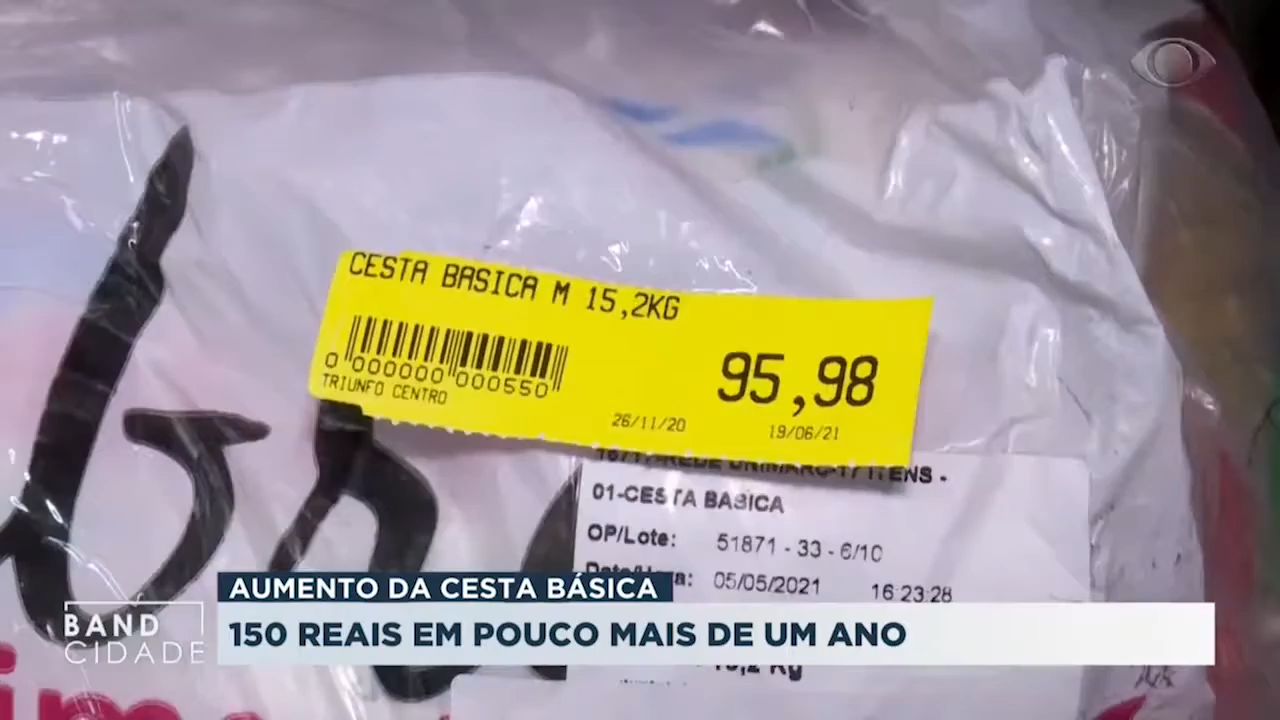 CESTA BASICA M 15,2KG
0 000000 000550
TRIUNFO CENTRO
95,98
26/11/20
19/06/21
01-CESTA BASICA
OP/Lote: 51871 - 33 - 6/10
05/05/2021 16:23:28
AUMENTO DA CESTA BÁSICA
150 REAIS EM POUCO MAIS DE UM ANO
BAND
CIDADE